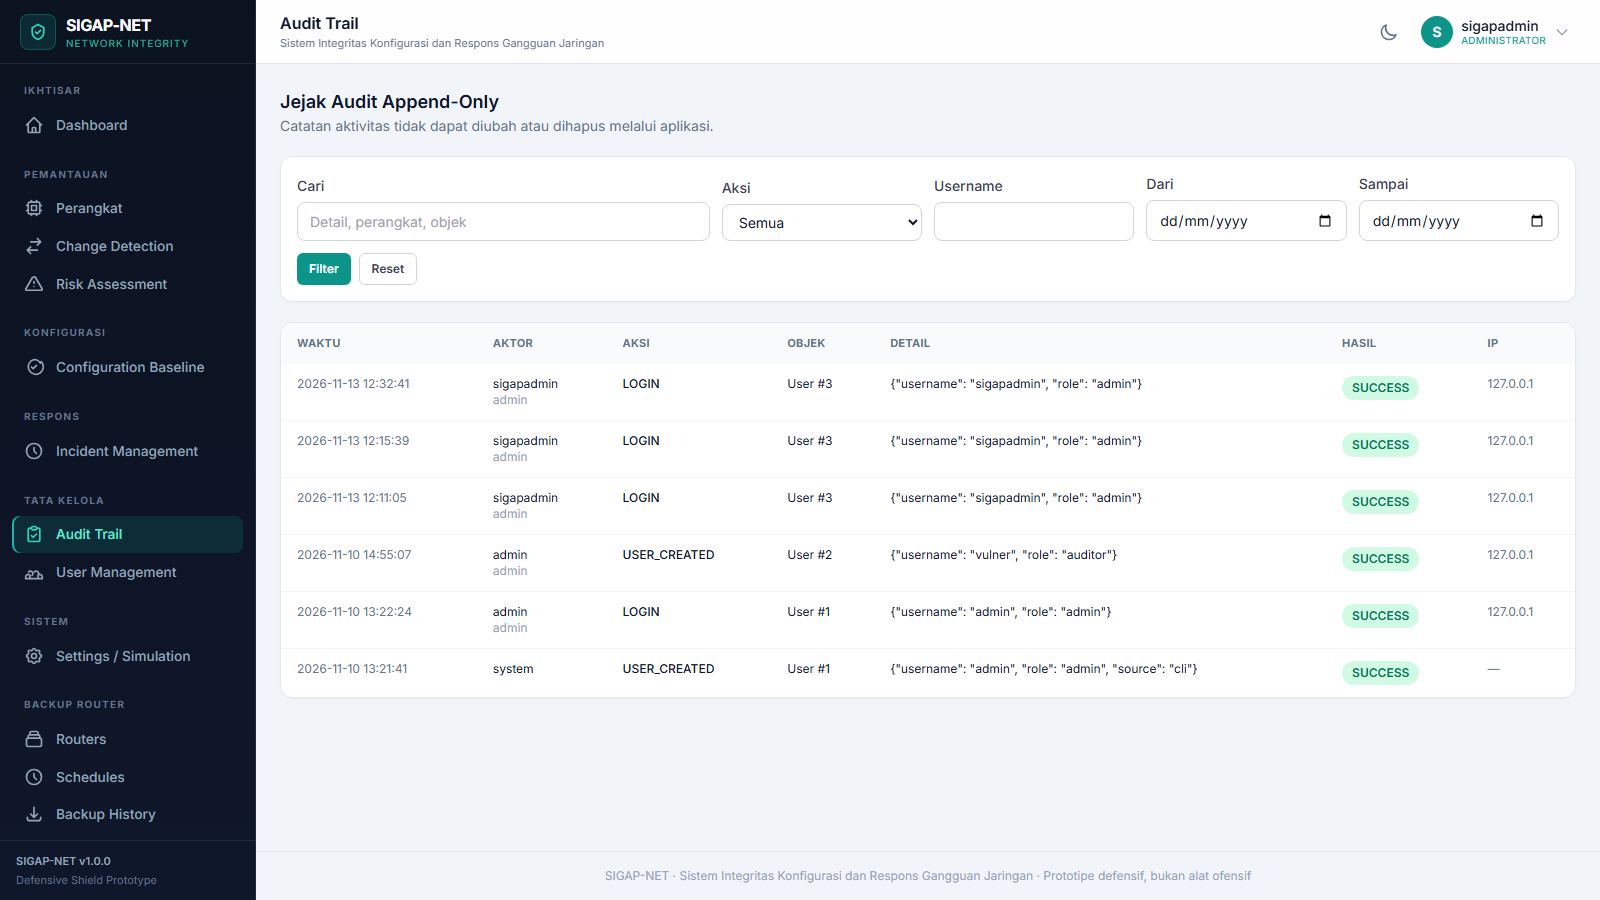 SIGAP-NET
NETWORK INTEGRITY
IKHTISAR
Dashboard
PEMANTAUAN
Perangkat
Change Detection
Risk Assessment
KONFIGURASI
Configuration Baseline
RESPONS
Incident Management
TATA KELOLA
Audit Trail
User Management
SISTEM
Settings / Simulation
BACKUP ROUTER
Routers
Schedules
Backup History
SIGAP-NET v1.0.0
Defensive Shield Prototype
Audit Trail
Sistem Integritas Konfigurasi dan Respons Gangguan Jaringan
S
sigapadmin
ADMINISTRATOR
Jejak Audit Append-Only
Catatan aktivitas tidak dapat diubah atau dihapus melalui aplikasi.
Cari
Detail, perangkat, objek
Aksi
Semua
Username
Dari
dd/mm/yyyy
Sampai
dd/mm/yyyy
Filter
Reset
WAKTU AKTOR AKSI OBJEK DETAIL HASIL IP
2026-11-13 12:32:41 sigapadmin LOGIN User #3 {"username": "sigapadmin", "role": "admin"} SUCCESS 127.0.0.1
admin
2026-11-13 12:15:39 sigapadmin LOGIN User #3 {"username": "sigapadmin", "role": "admin"} SUCCESS 127.0.0.1
admin
2026-11-13 12:11:05 sigapadmin LOGIN User #3 {"username": "sigapadmin", "role": "admin"} SUCCESS 127.0.0.1
admin
2026-11-10 14:55:07 admin USER_CREATED User #2 {"username": "vulner", "role": "auditor"} SUCCESS 127.0.0.1
admin
2026-11-10 13:22:24 admin LOGIN User #1 {"username": "admin", "role": "admin"} SUCCESS 127.0.0.1
admin
2026-11-10 13:21:41 system USER_CREATED User #1 {"username": "admin", "role": "admin", "source": "cli"} SUCCESS —
SIGAP-NET · Sistem Integritas Konfigurasi dan Respons Gangguan Jaringan · Prototipe defensif, bukan alat ofensif